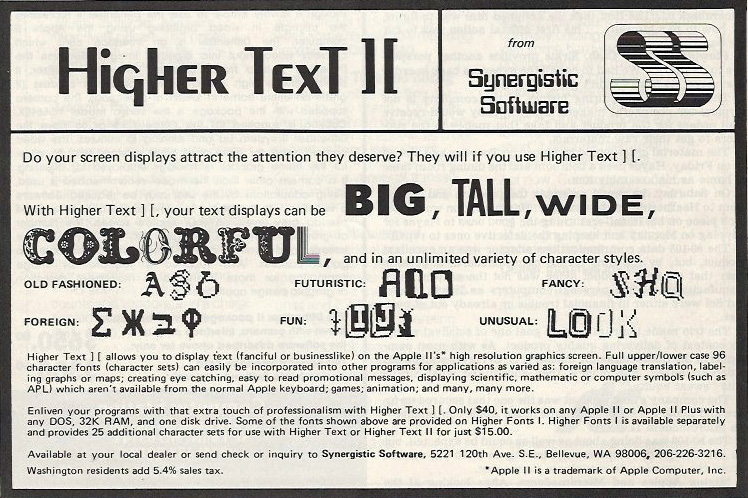 HigHER TexT ][
from
Synergistic
Software
Do your screen displays attract the attention they deserve? They will if you use Higher Text ] [.
With Higher Text ] [, your text displays can be BIG, TALL, WIDE,
COLORFUL, and in an unlimited variety of character styles.
OLD FASHIONED: FUTURISTIC: FANCY:
FOREIGN: Σ Ж בּ φ FUN: UNUSUAL: LOOK
Higher Text ] [ allows you to display text (fanciful or businesslike) on the Apple II's* high resolution graphics screen. Full upper/lower case 96
character fonts (character sets) can easily be incorporated into other programs for applications as varied as: foreign language translation, label-
ing graphs or maps; creating eye catching, easy to read promotional messages, displaying scientific, mathematic or computer symbols (such as
APL) which aren't available from the normal Apple keyboard; games; animation; and many, many more.
Enliven your programs with that extra touch of professionalism with Higher Text ] [. Only $40, it works on any Apple II or Apple II Plus with
any DOS, 32K RAM, and one disk drive. Some of the fonts shown above are provided on Higher Fonts I. Higher Fonts I is available separately
and provides 25 additional character sets for use with Higher Text or Higher Text II for just $15.00.
Available at your local dealer or send check or inquiry to Synergistic Software, 5221 120th Ave. S.E., Bellevue, WA 98006, 206-226-3216.
Washington residents add 5.4% sales tax. *Apple II is a trademark of Apple Computer, Inc.